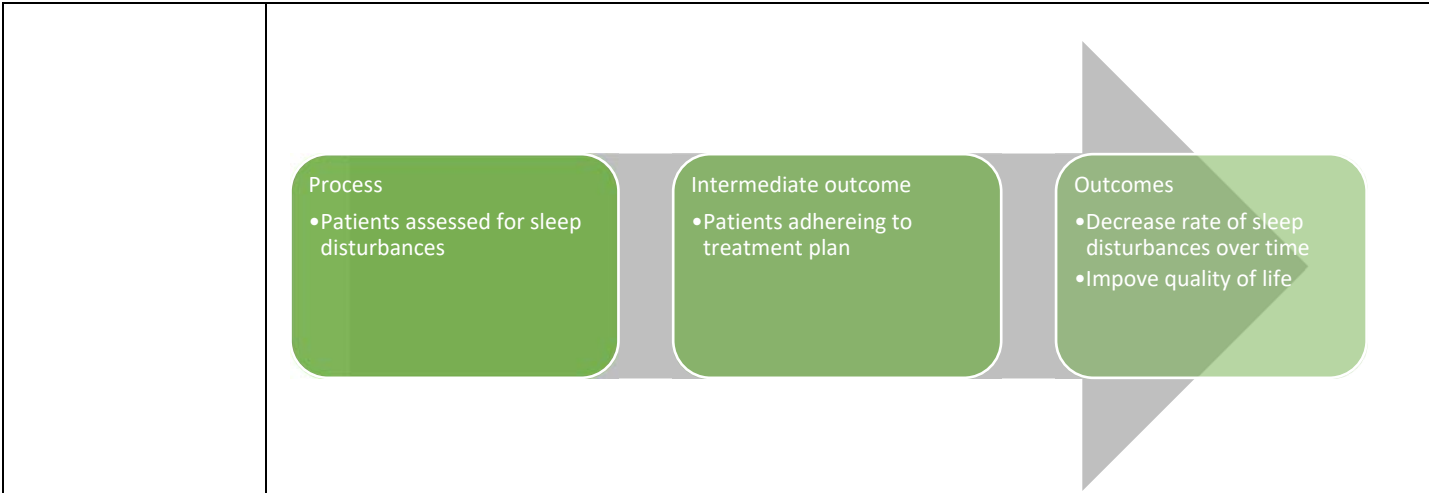 Process
•Patients assessed for sleep
disturbances
Intermediate outcome
•Patients adhereing to
treatment plan
Outcomes
•Decrease rate of sleep
disturbances over time
•Impove quality of life